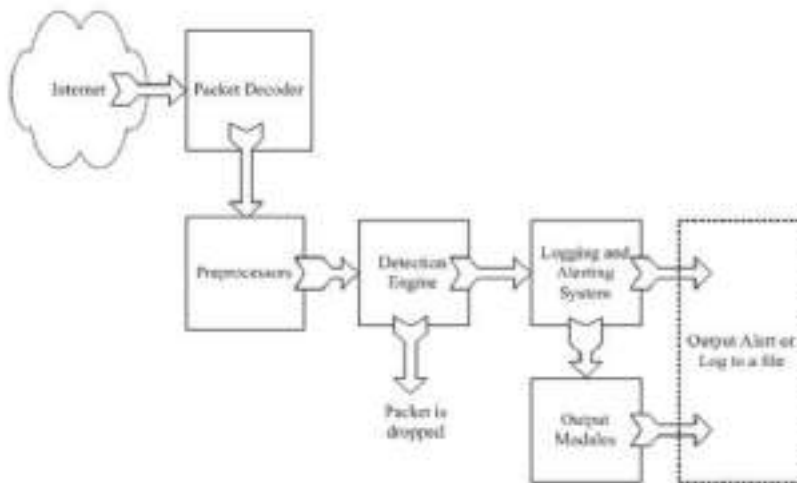 Internet
Packet Decoder
Preprocessors
Detection
Engine
Logging and
Alerting
System
Output Alert or
Log to a file
Packet is
dropped
Output
Modules